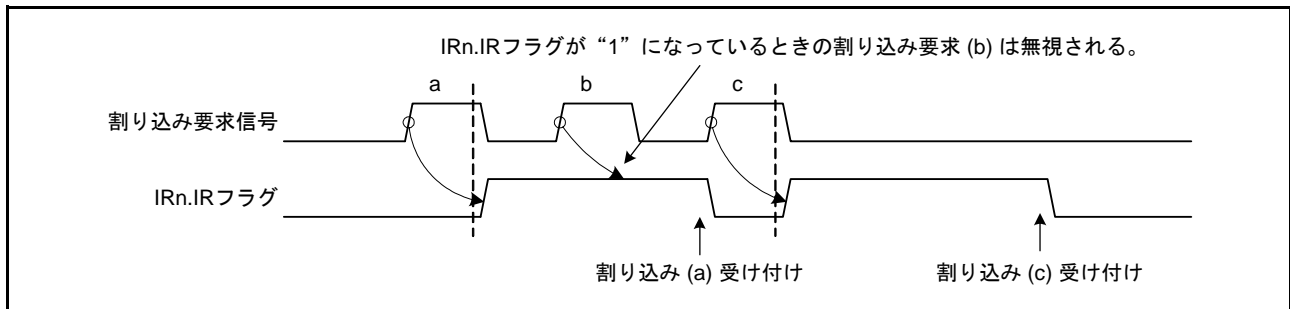 IRn.IRフラグが“1”になっているときの割り込み要求 (b) は無視される。
a
b
c
割り込み要求信号
IRn.IRフラグ
割り込み (a) 受け付け
割り込み (c) 受け付け